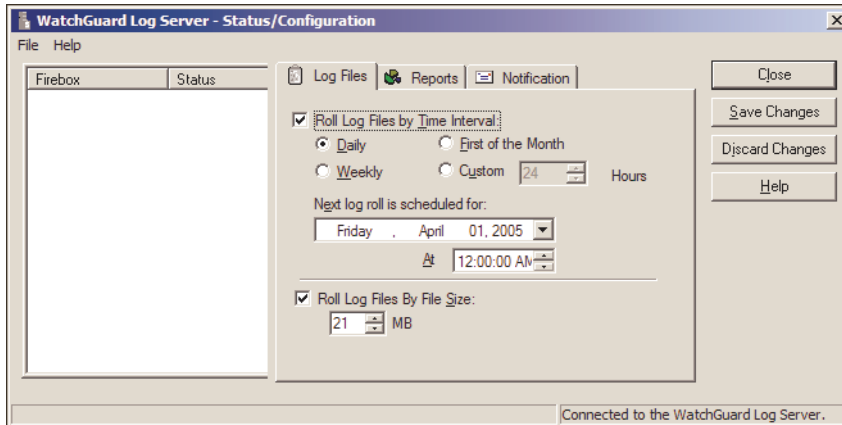 WatchGuard Log Server - Status/Configuration
File Help
Firebox Status
Log Files Reports Notification
Roll Log Files by Time Interval:
Daily First of the Month
Weekly Custom 24 Hours
Next log roll is scheduled for:
Friday , April 01, 2005
At 12:00:00 AM
Roll Log Files By File Size:
21 MB
Close
Save Changes
Discard Changes
Help
Connected to the WatchGuard Log Server.